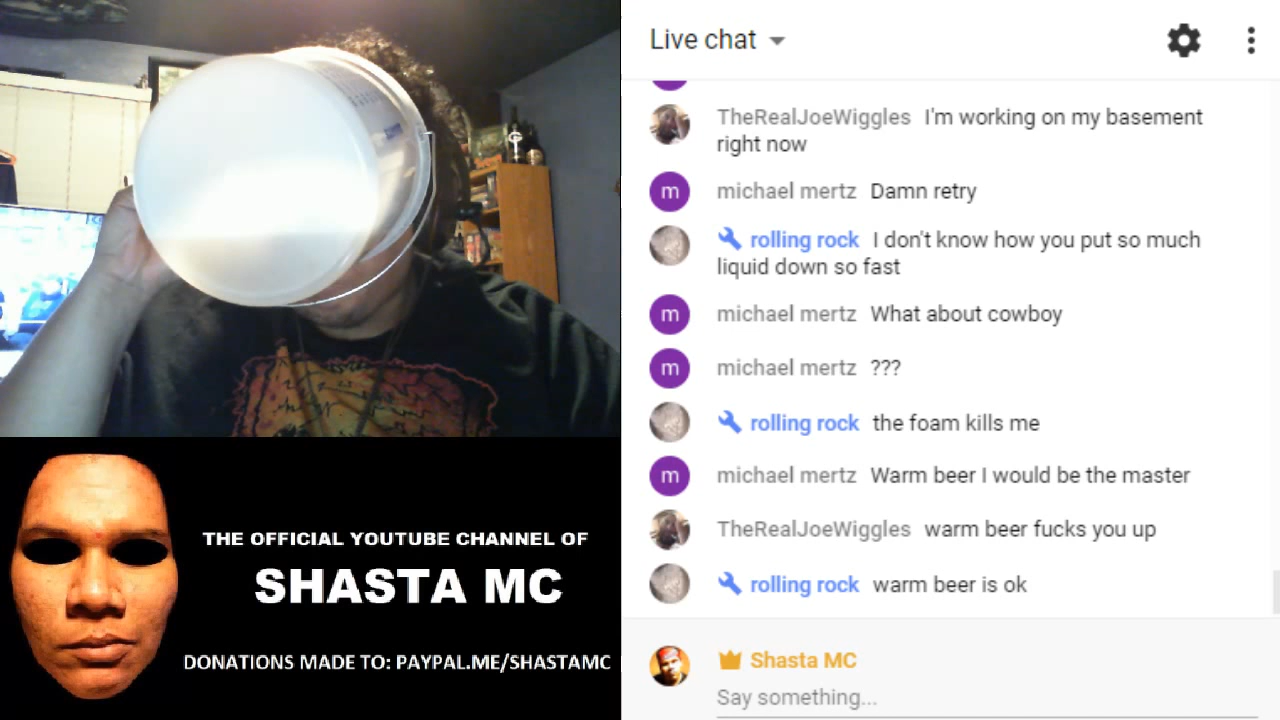 Live chat
TheRealJoeWiggles I'm working on my basement
right now
michael mertz Damn retry
rolling rock I don't know how you put so much
liquid down so fast
michael mertz What about cowboy
michael mertz ???
rolling rock the foam kills me
michael mertz Warm beer I would be the master
TheRealJoeWiggles warm beer fucks you up
rolling rock warm beer is ok
Shasta MC
Say something...
THE OFFICIAL YOUTUBE CHANNEL OF
SHASTA MC
DONATIONS MADE TO: PAYPAL.ME/SHASTAMC